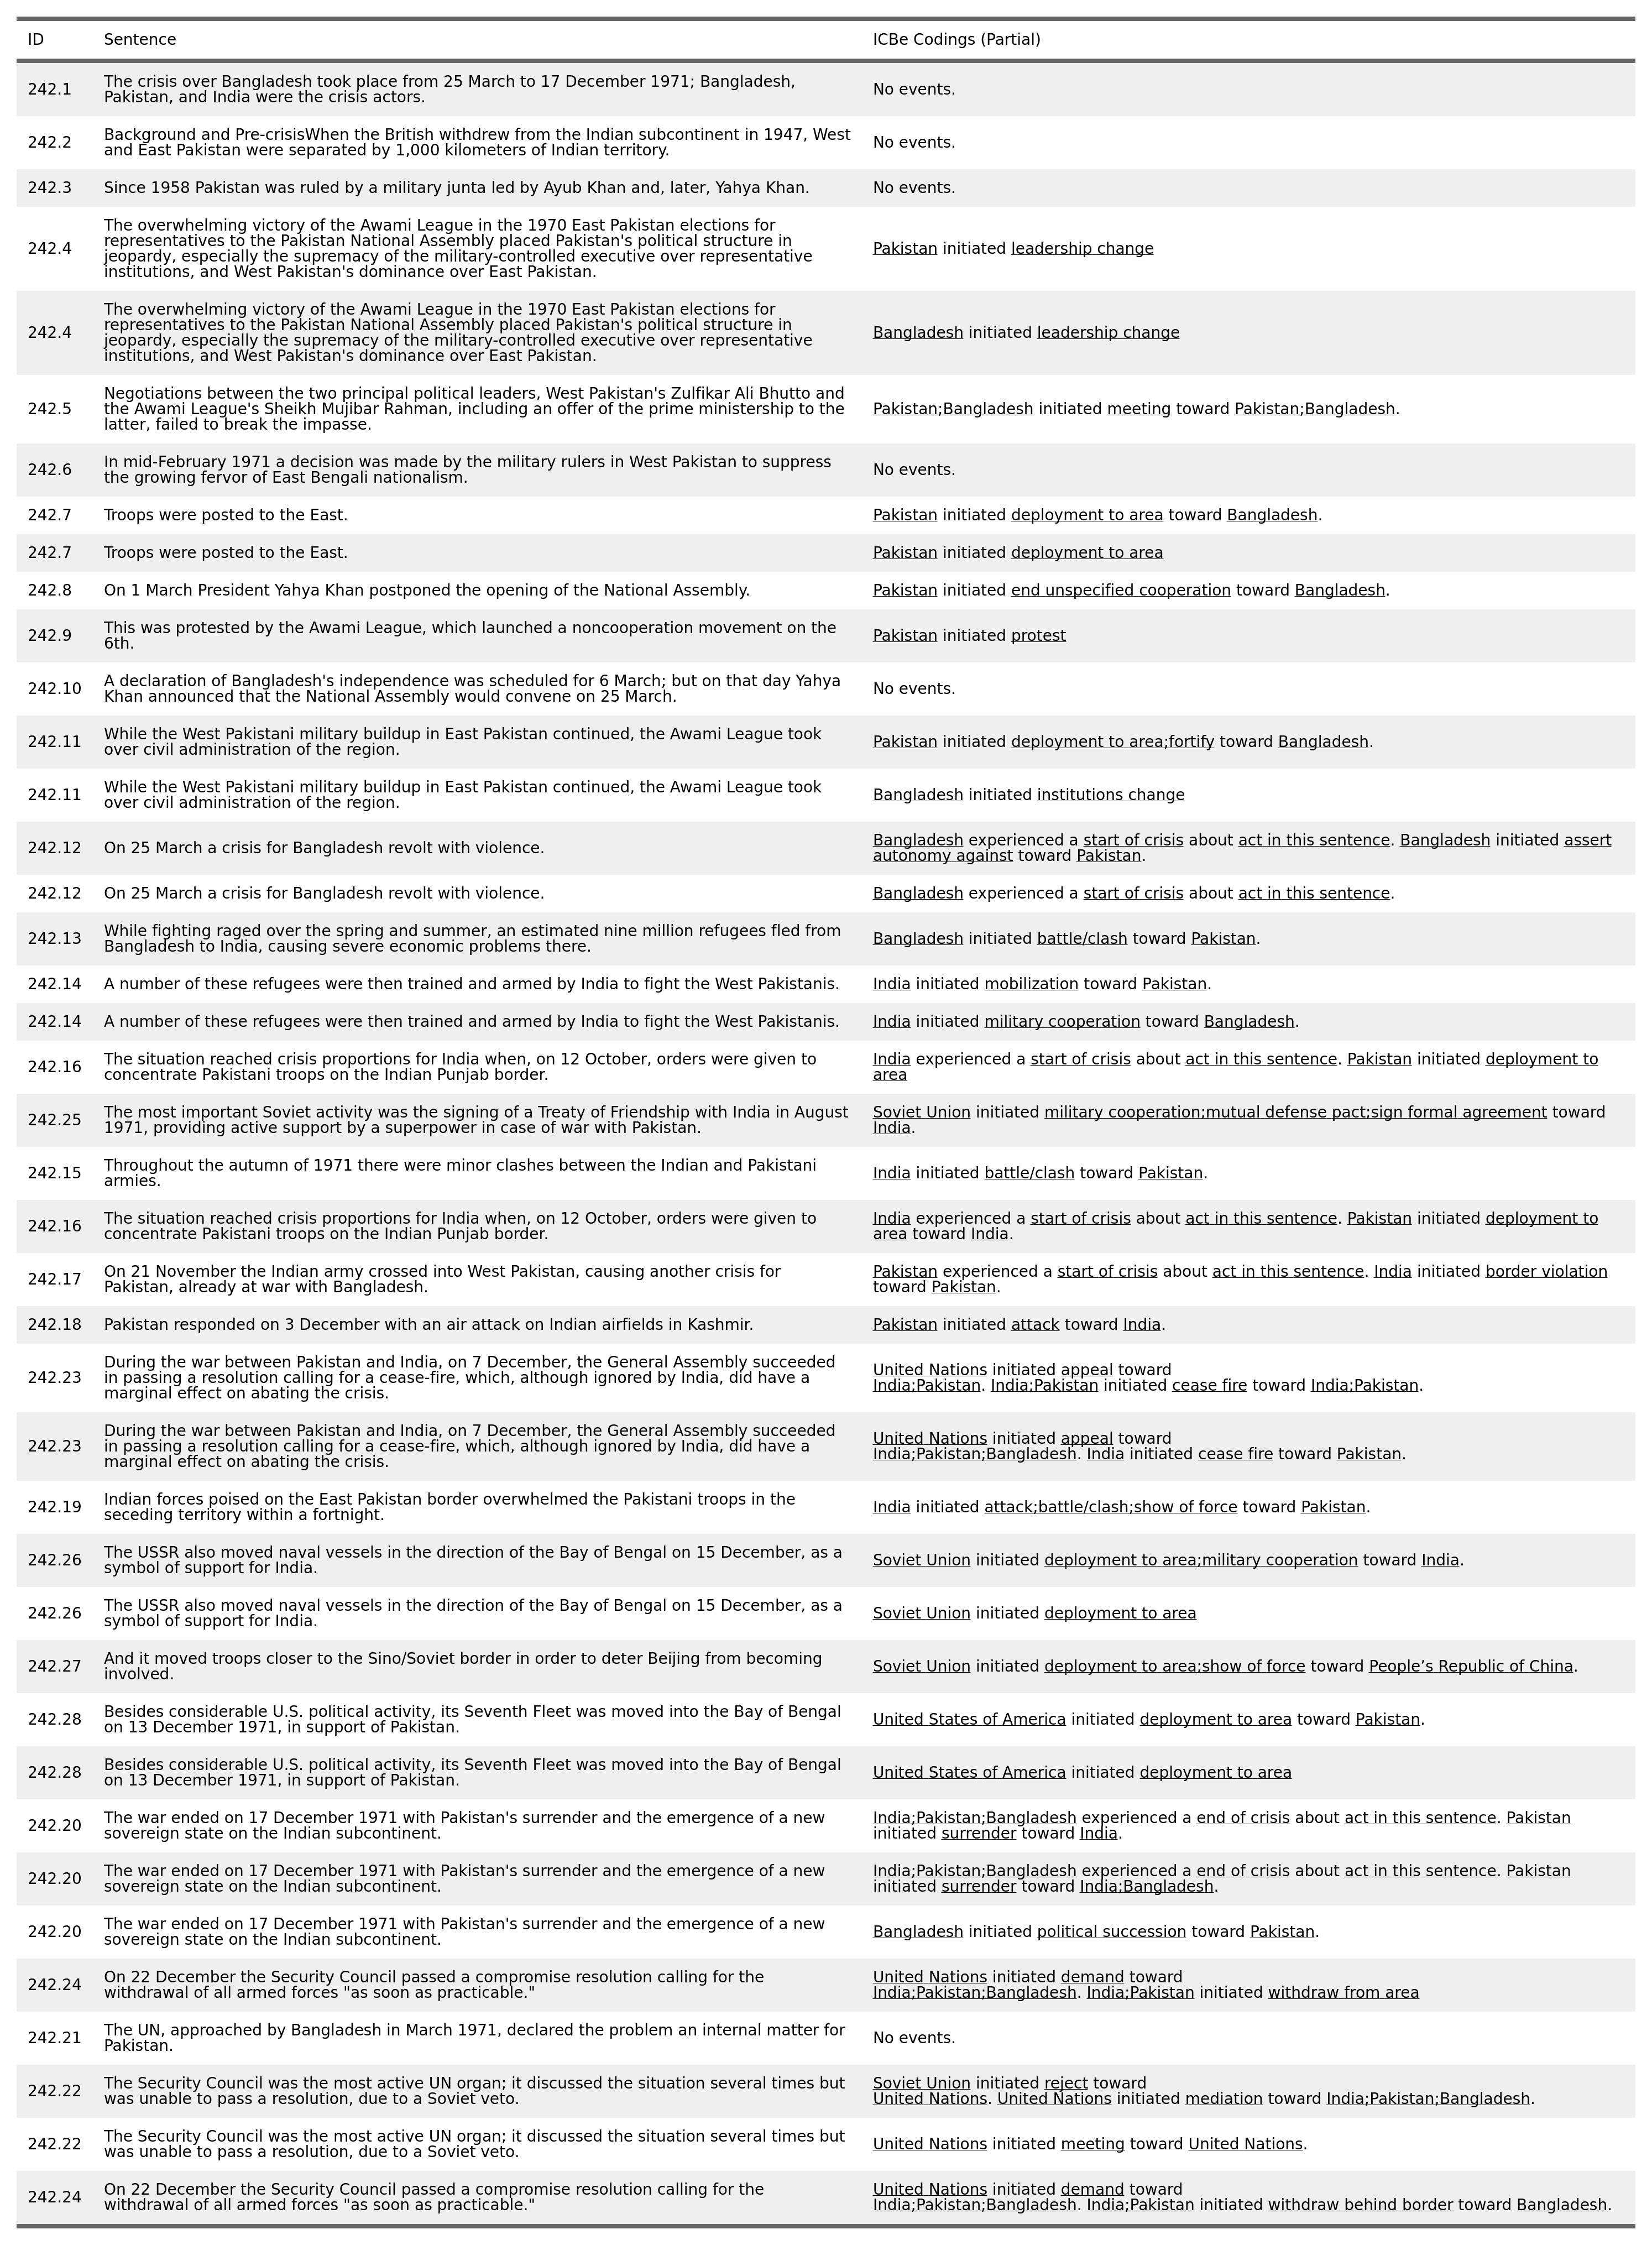 ID Sentence ICBe Codings (Partial)
242.1 The crisis over Bangladesh took place from 25 March to 17 December 1971; Bangladesh,
Pakistan, and India were the crisis actors. No events.
242.2 Background and Pre-crisisWhen the British withdrew from the Indian subcontinent in 1947, West
and East Pakistan were separated by 1,000 kilometers of Indian territory. No events.
242.3 Since 1958 Pakistan was ruled by a military junta led by Ayub Khan and, later, Yahya Khan. No events.
242.4 The overwhelming victory of the Awami League in the 1970 East Pakistan elections for
representatives to the Pakistan National Assembly placed Pakistan's political structure in
jeopardy, especially the supremacy of the military-controlled executive over representative
institutions, and West Pakistan's dominance over East Pakistan. Pakistan initiated leadership change
242.4 The overwhelming victory of the Awami League in the 1970 East Pakistan elections for
representatives to the Pakistan National Assembly placed Pakistan's political structure in
jeopardy, especially the supremacy of the military-controlled executive over representative
institutions, and West Pakistan's dominance over East Pakistan. Bangladesh initiated leadership change
242.5 Negotiations between the two principal political leaders, West Pakistan's Zulfikar Ali Bhutto and
the Awami League's Sheikh Mujibar Rahman, including an offer of the prime ministership to the
latter, failed to break the impasse. Pakistan;Bangladesh initiated meeting toward Pakistan;Bangladesh.
242.6 In mid-February 1971 a decision was made by the military rulers in West Pakistan to suppress
the growing fervor of East Bengali nationalism. No events.
242.7 Troops were posted to the East. Pakistan initiated deployment to area toward Bangladesh.
242.7 Troops were posted to the East. Pakistan initiated deployment to area
242.8 On 1 March President Yahya Khan postponed the opening of the National Assembly. Pakistan initiated end unspecified cooperation toward Bangladesh.
242.9 This was protested by the Awami League, which launched a noncooperation movement on the
6th. Pakistan initiated protest
242.10 A declaration of Bangladesh's independence was scheduled for 6 March; but on that day Yahya
Khan announced that the National Assembly would convene on 25 March. No events.
242.11 While the West Pakistani military buildup in East Pakistan continued, the Awami League took
over civil administration of the region. Pakistan initiated deployment to area;fortify toward Bangladesh.
242.11 While the West Pakistani military buildup in East Pakistan continued, the Awami League took
over civil administration of the region. Bangladesh initiated institutions change
242.12 On 25 March a crisis for Bangladesh revolt with violence. Bangladesh experienced a start of crisis about act in this sentence. Bangladesh initiated assert
autonomy against toward Pakistan.
242.12 On 25 March a crisis for Bangladesh revolt with violence. Bangladesh experienced a start of crisis about act in this sentence.
242.13 While fighting raged over the spring and summer, an estimated nine million refugees fled from
Bangladesh to India, causing severe economic problems there. Bangladesh initiated battle/clash toward Pakistan.
242.14 A number of these refugees were then trained and armed by India to fight the West Pakistanis. India initiated mobilization toward Pakistan.
242.14 A number of these refugees were then trained and armed by India to fight the West Pakistanis. India initiated military cooperation toward Bangladesh.
242.16 The situation reached crisis proportions for India when, on 12 October, orders were given to
concentrate Pakistani troops on the Indian Punjab border. India experienced a start of crisis about act in this sentence. Pakistan initiated deployment to
area
242.25 The most important Soviet activity was the signing of a Treaty of Friendship with India in August
1971, providing active support by a superpower in case of war with Pakistan. Soviet Union initiated military cooperation;mutual defense pact;sign formal agreement toward
India.
242.15 Throughout the autumn of 1971 there were minor clashes between the Indian and Pakistani
armies. India initiated battle/clash toward Pakistan.
242.16 The situation reached crisis proportions for India when, on 12 October, orders were given to
concentrate Pakistani troops on the Indian Punjab border. India experienced a start of crisis about act in this sentence. Pakistan initiated deployment to
area toward India.
242.17 On 21 November the Indian army crossed into West Pakistan, causing another crisis for
Pakistan, already at war with Bangladesh. Pakistan experienced a start of crisis about act in this sentence. India initiated border violation
toward Pakistan.
242.18 Pakistan responded on 3 December with an air attack on Indian airfields in Kashmir. Pakistan initiated attack toward India.
242.23 During the war between Pakistan and India, on 7 December, the General Assembly succeeded
in passing a resolution calling for a cease-fire, which, although ignored by India, did have a
marginal effect on abating the crisis. United Nations initiated appeal toward
India;Pakistan. India;Pakistan initiated cease fire toward India;Pakistan.
242.23 During the war between Pakistan and India, on 7 December, the General Assembly succeeded
in passing a resolution calling for a cease-fire, which, although ignored by India, did have a
marginal effect on abating the crisis. United Nations initiated appeal toward
India;Pakistan;Bangladesh. India initiated cease fire toward Pakistan.
242.19 Indian forces poised on the East Pakistan border overwhelmed the Pakistani troops in the
seceding territory within a fortnight. India initiated attack;battle/clash;show of force toward Pakistan.
242.26 The USSR also moved naval vessels in the direction of the Bay of Bengal on 15 December, as a
symbol of support for India. Soviet Union initiated deployment to area;military cooperation toward India.
242.26 The USSR also moved naval vessels in the direction of the Bay of Bengal on 15 December, as a
symbol of support for India. Soviet Union initiated deployment to area
242.27 And it moved troops closer to the Sino/Soviet border in order to deter Beijing from becoming
involved. Soviet Union initiated deployment to area;show of force toward People’s Republic of China.
242.28 Besides considerable U.S. political activity, its Seventh Fleet was moved into the Bay of Bengal
on 13 December 1971, in support of Pakistan. United States of America initiated deployment to area toward Pakistan.
242.28 Besides considerable U.S. political activity, its Seventh Fleet was moved into the Bay of Bengal
on 13 December 1971, in support of Pakistan. United States of America initiated deployment to area
242.20 The war ended on 17 December 1971 with Pakistan's surrender and the emergence of a new
sovereign state on the Indian subcontinent. India;Pakistan;Bangladesh experienced a end of crisis about act in this sentence. Pakistan
initiated surrender toward India.
242.20 The war ended on 17 December 1971 with Pakistan's surrender and the emergence of a new
sovereign state on the Indian subcontinent. India;Pakistan;Bangladesh experienced a end of crisis about act in this sentence. Pakistan
initiated surrender toward India;Bangladesh.
242.20 The war ended on 17 December 1971 with Pakistan's surrender and the emergence of a new
sovereign state on the Indian subcontinent. Bangladesh initiated political succession toward Pakistan.
242.24 On 22 December the Security Council passed a compromise resolution calling for the
withdrawal of all armed forces "as soon as practicable." United Nations initiated demand toward
India;Pakistan;Bangladesh. India;Pakistan initiated withdraw from area
242.21 The UN, approached by Bangladesh in March 1971, declared the problem an internal matter for
Pakistan. No events.
242.22 The Security Council was the most active UN organ; it discussed the situation several times but
was unable to pass a resolution, due to a Soviet veto. Soviet Union initiated reject toward
United Nations. United Nations initiated mediation toward India;Pakistan;Bangladesh.
242.22 The Security Council was the most active UN organ; it discussed the situation several times but
was unable to pass a resolution, due to a Soviet veto. United Nations initiated meeting toward United Nations.
242.24 On 22 December the Security Council passed a compromise resolution calling for the
withdrawal of all armed forces "as soon as practicable." United Nations initiated demand toward
India;Pakistan;Bangladesh. India;Pakistan initiated withdraw behind border toward Bangladesh.